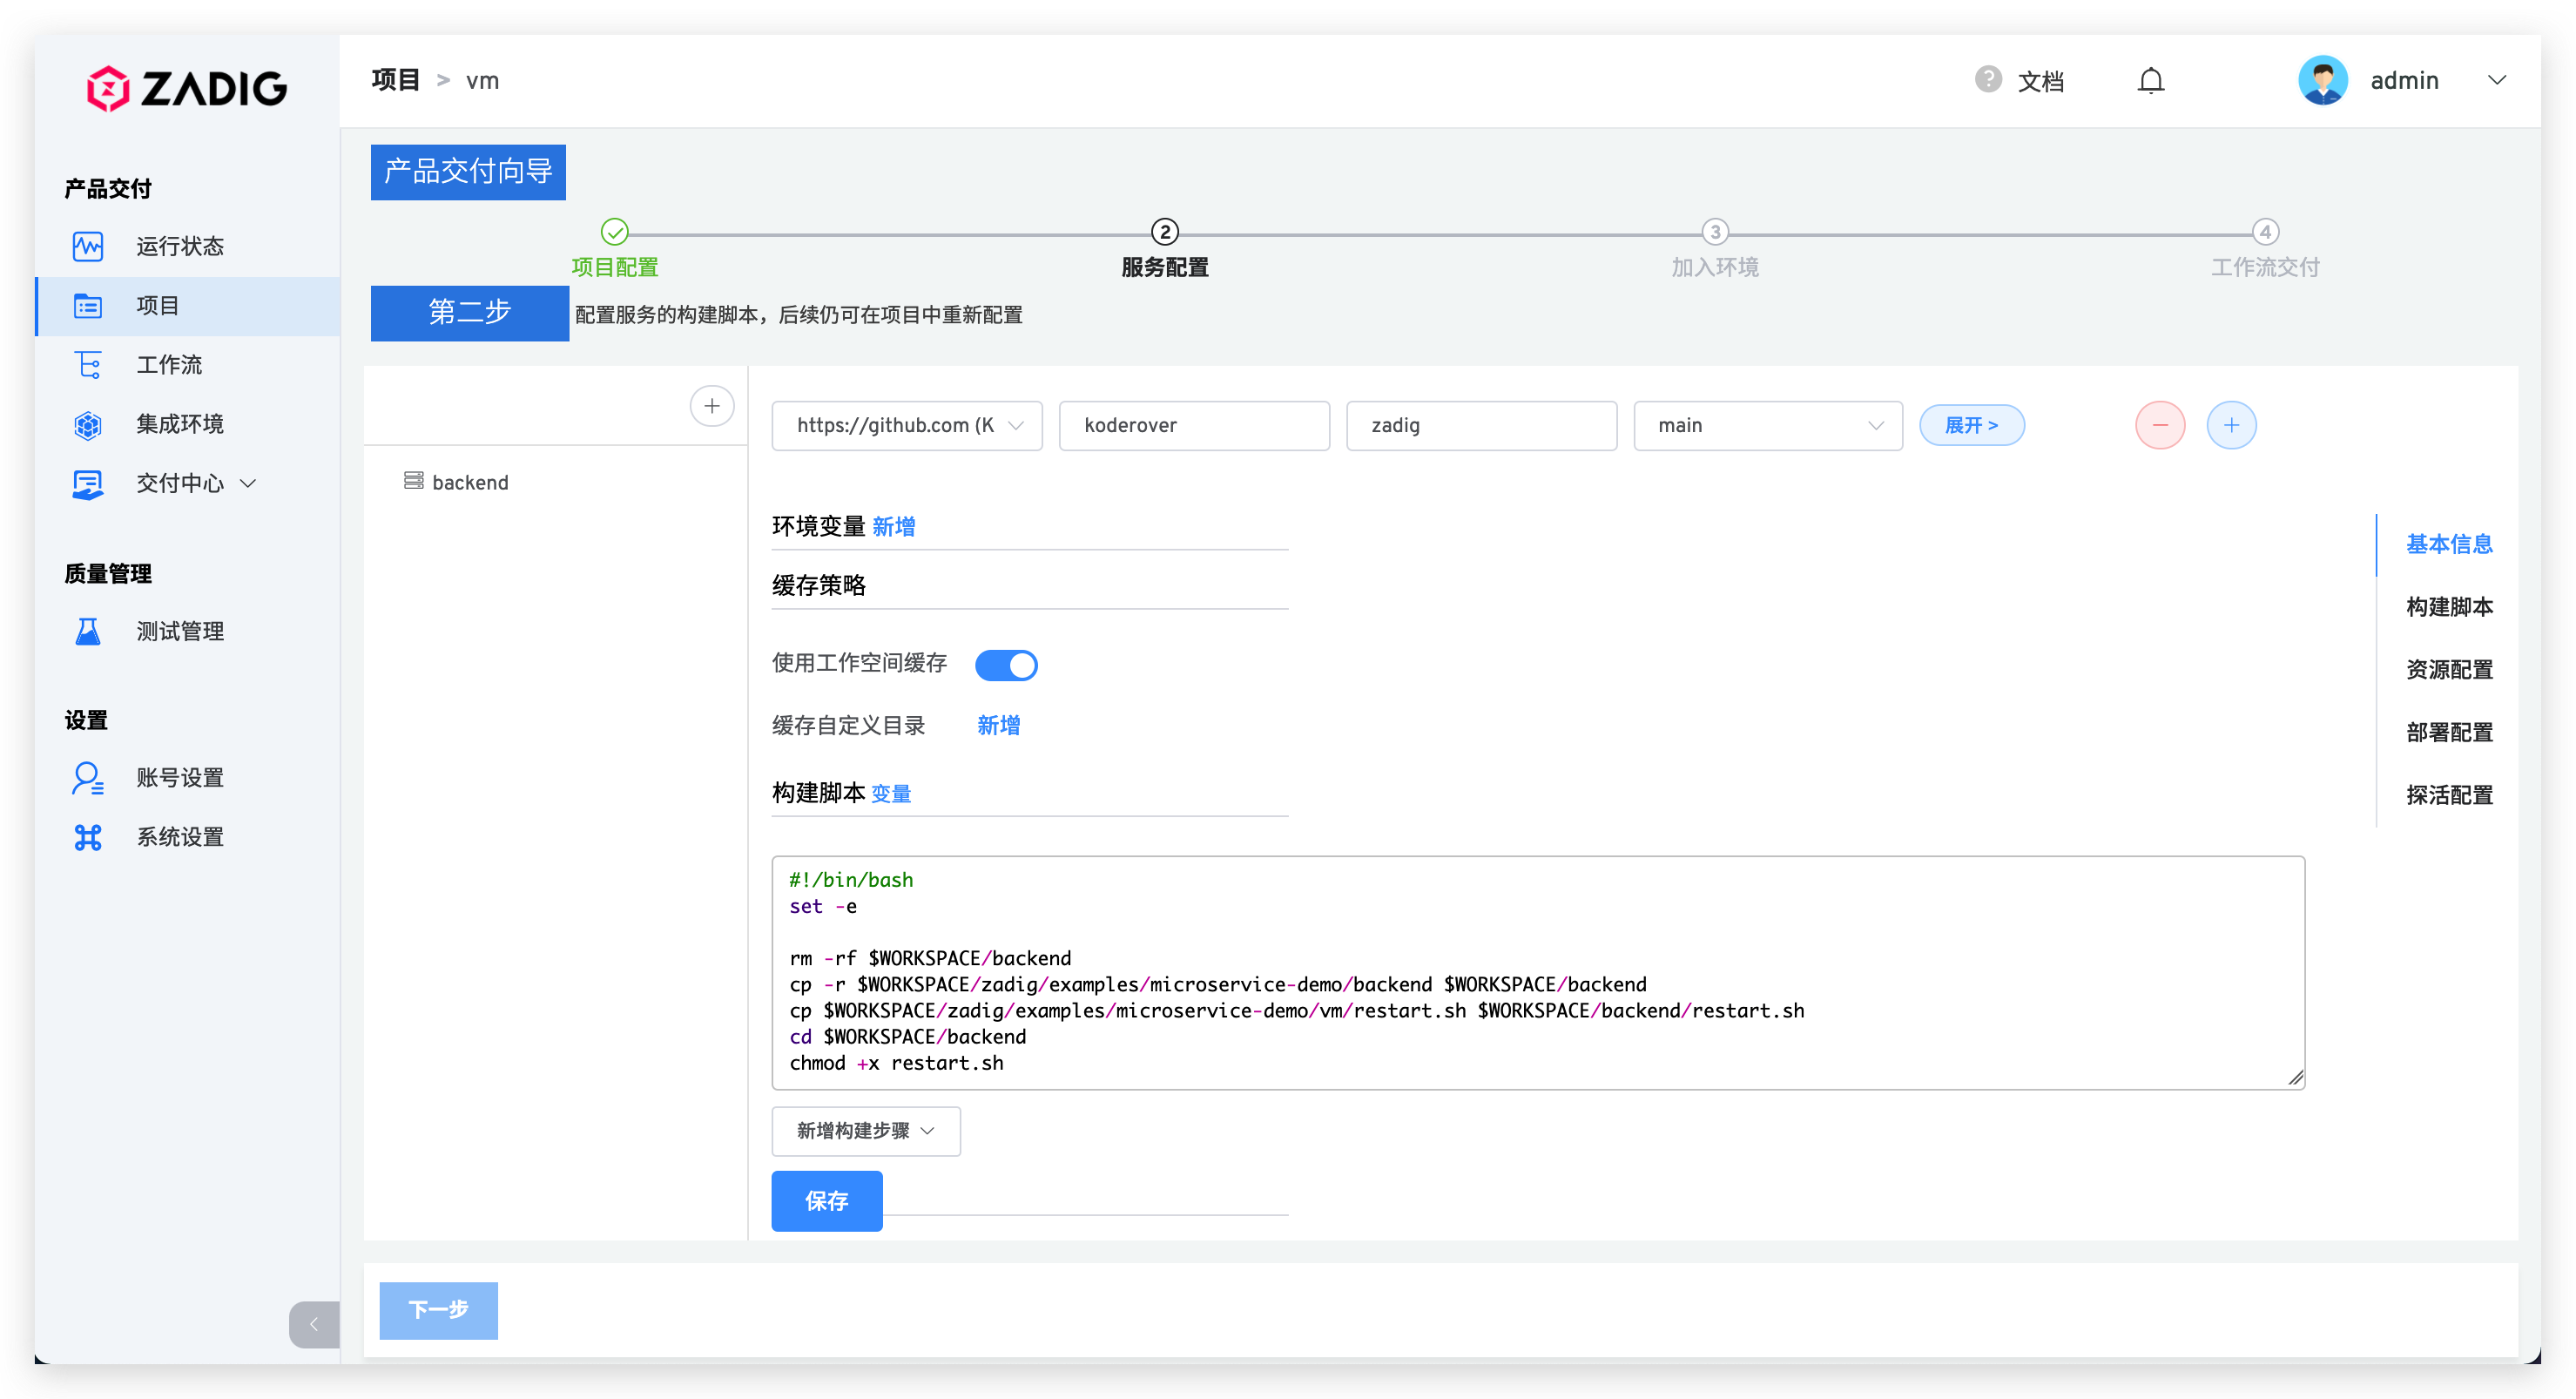 ZADIG
项目 > vm
? 文档
admin
产品交付
运行状态
项目
工作流
集成环境
交付中心
质量管理
测试管理
设置
账号设置
系统设置
产品交付向导
2
3
4
项目配置
服务配置
加入环境
工作流交付
第二步 配置服务的构建脚本，后续仍可在项目中重新配置
backend
https://github.com (K
koderover
zadig
main
展开 >
环境变量 新增
缓存策略
使用工作空间缓存
缓存自定义目录 新增
构建脚本 变量
#!/bin/bash
set -e
rm -rf $WORKSPACE/backend
cp -r $WORKSPACE/zadig/examples/microservice-demo/backend $WORKSPACE/backend
cp $WORKSPACE/zadig/examples/microservice-demo/vm/restart.sh $WORKSPACE/backend/restart.sh
cd $WORKSPACE/backend
chmod +x restart.sh
新增构建步骤
保存
基本信息
构建脚本
资源配置
部署配置
探活配置
下一步